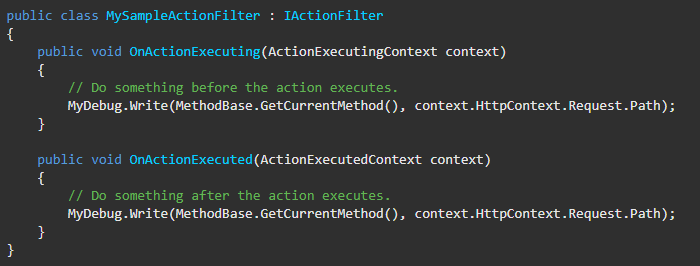 public class MySampleActionFilter : IActionFilter
{
    public void OnActionExecuting(ActionExecutingContext context)
    {
        // Do something before the action executes.
        MyDebug.Write(MethodBase.GetCurrentMethod(), context.HttpContext.Request.Path);
    }

    public void OnActionExecuted(ActionExecutedContext context)
    {
        // Do something after the action executes.
        MyDebug.Write(MethodBase.GetCurrentMethod(), context.HttpContext.Request.Path);
    }
}